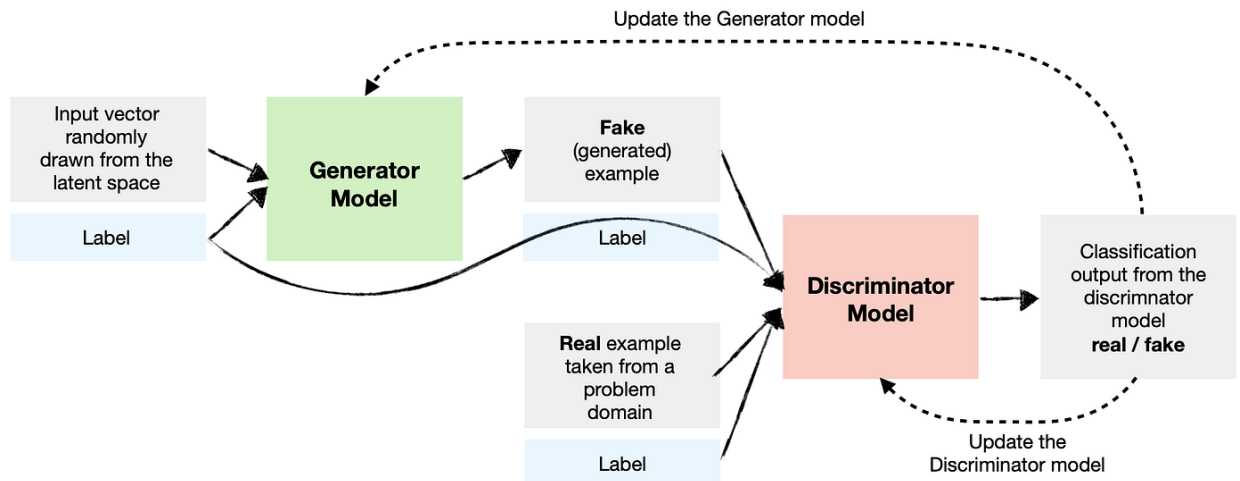 Update the Generator model
Input vector
randomly
drawn from the
latent space
Label
Generator
Model
Fake
(generated)
example
Label
Real example
taken from a
problem
domain
Label
Discriminator
Model
Classification
output from the
discrimnator
model
real / fake
Update the
Discriminator model